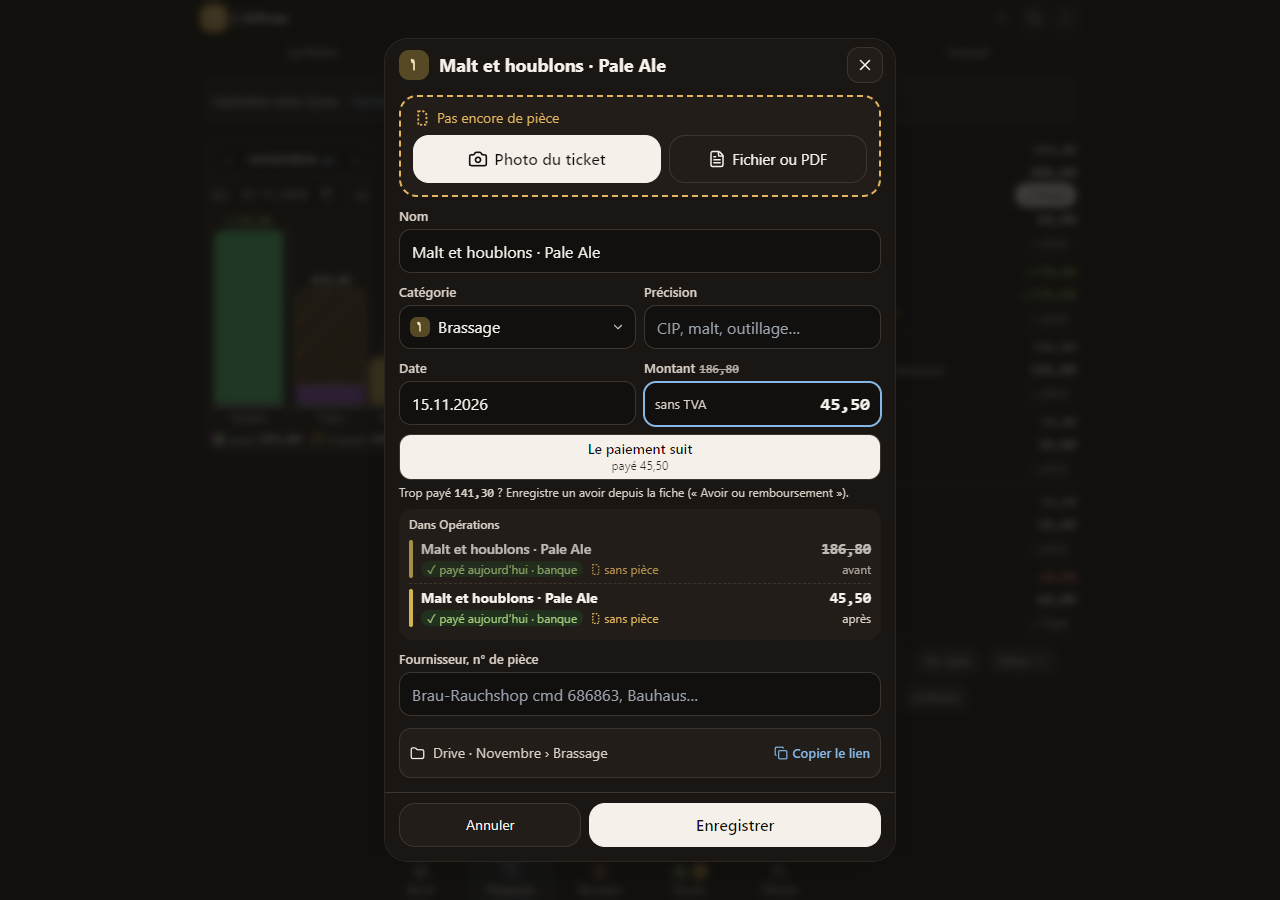 Malt et houblons · Pale Ale
Pas encore de pièce
Photo du ticket
Fichier ou PDF
Nom
Malt et houblons · Pale Ale
Catégorie
Précision
Brassage
CIP, malt, outillage…
Date
Montant 186,80
15.11.2026
sans TVA
45,50
Le paiement suit
payé 45,50
Trop payé 141,30 ? Enregistre un avoir depuis la fiche (« Avoir ou remboursement »).
Dans Opérations
Malt et houblons · Pale Ale
186,80
✓ payé aujourd'hui · banque
sans pièce
avant
Malt et houblons · Pale Ale
45,50
✓ payé aujourd'hui · banque
sans pièce
après
Fournisseur, n° de pièce
Brau-Rauchshop cmd 686863, Bauhaus…
Drive · Novembre › Brassage
Copier le lien
Annuler
Enregistrer